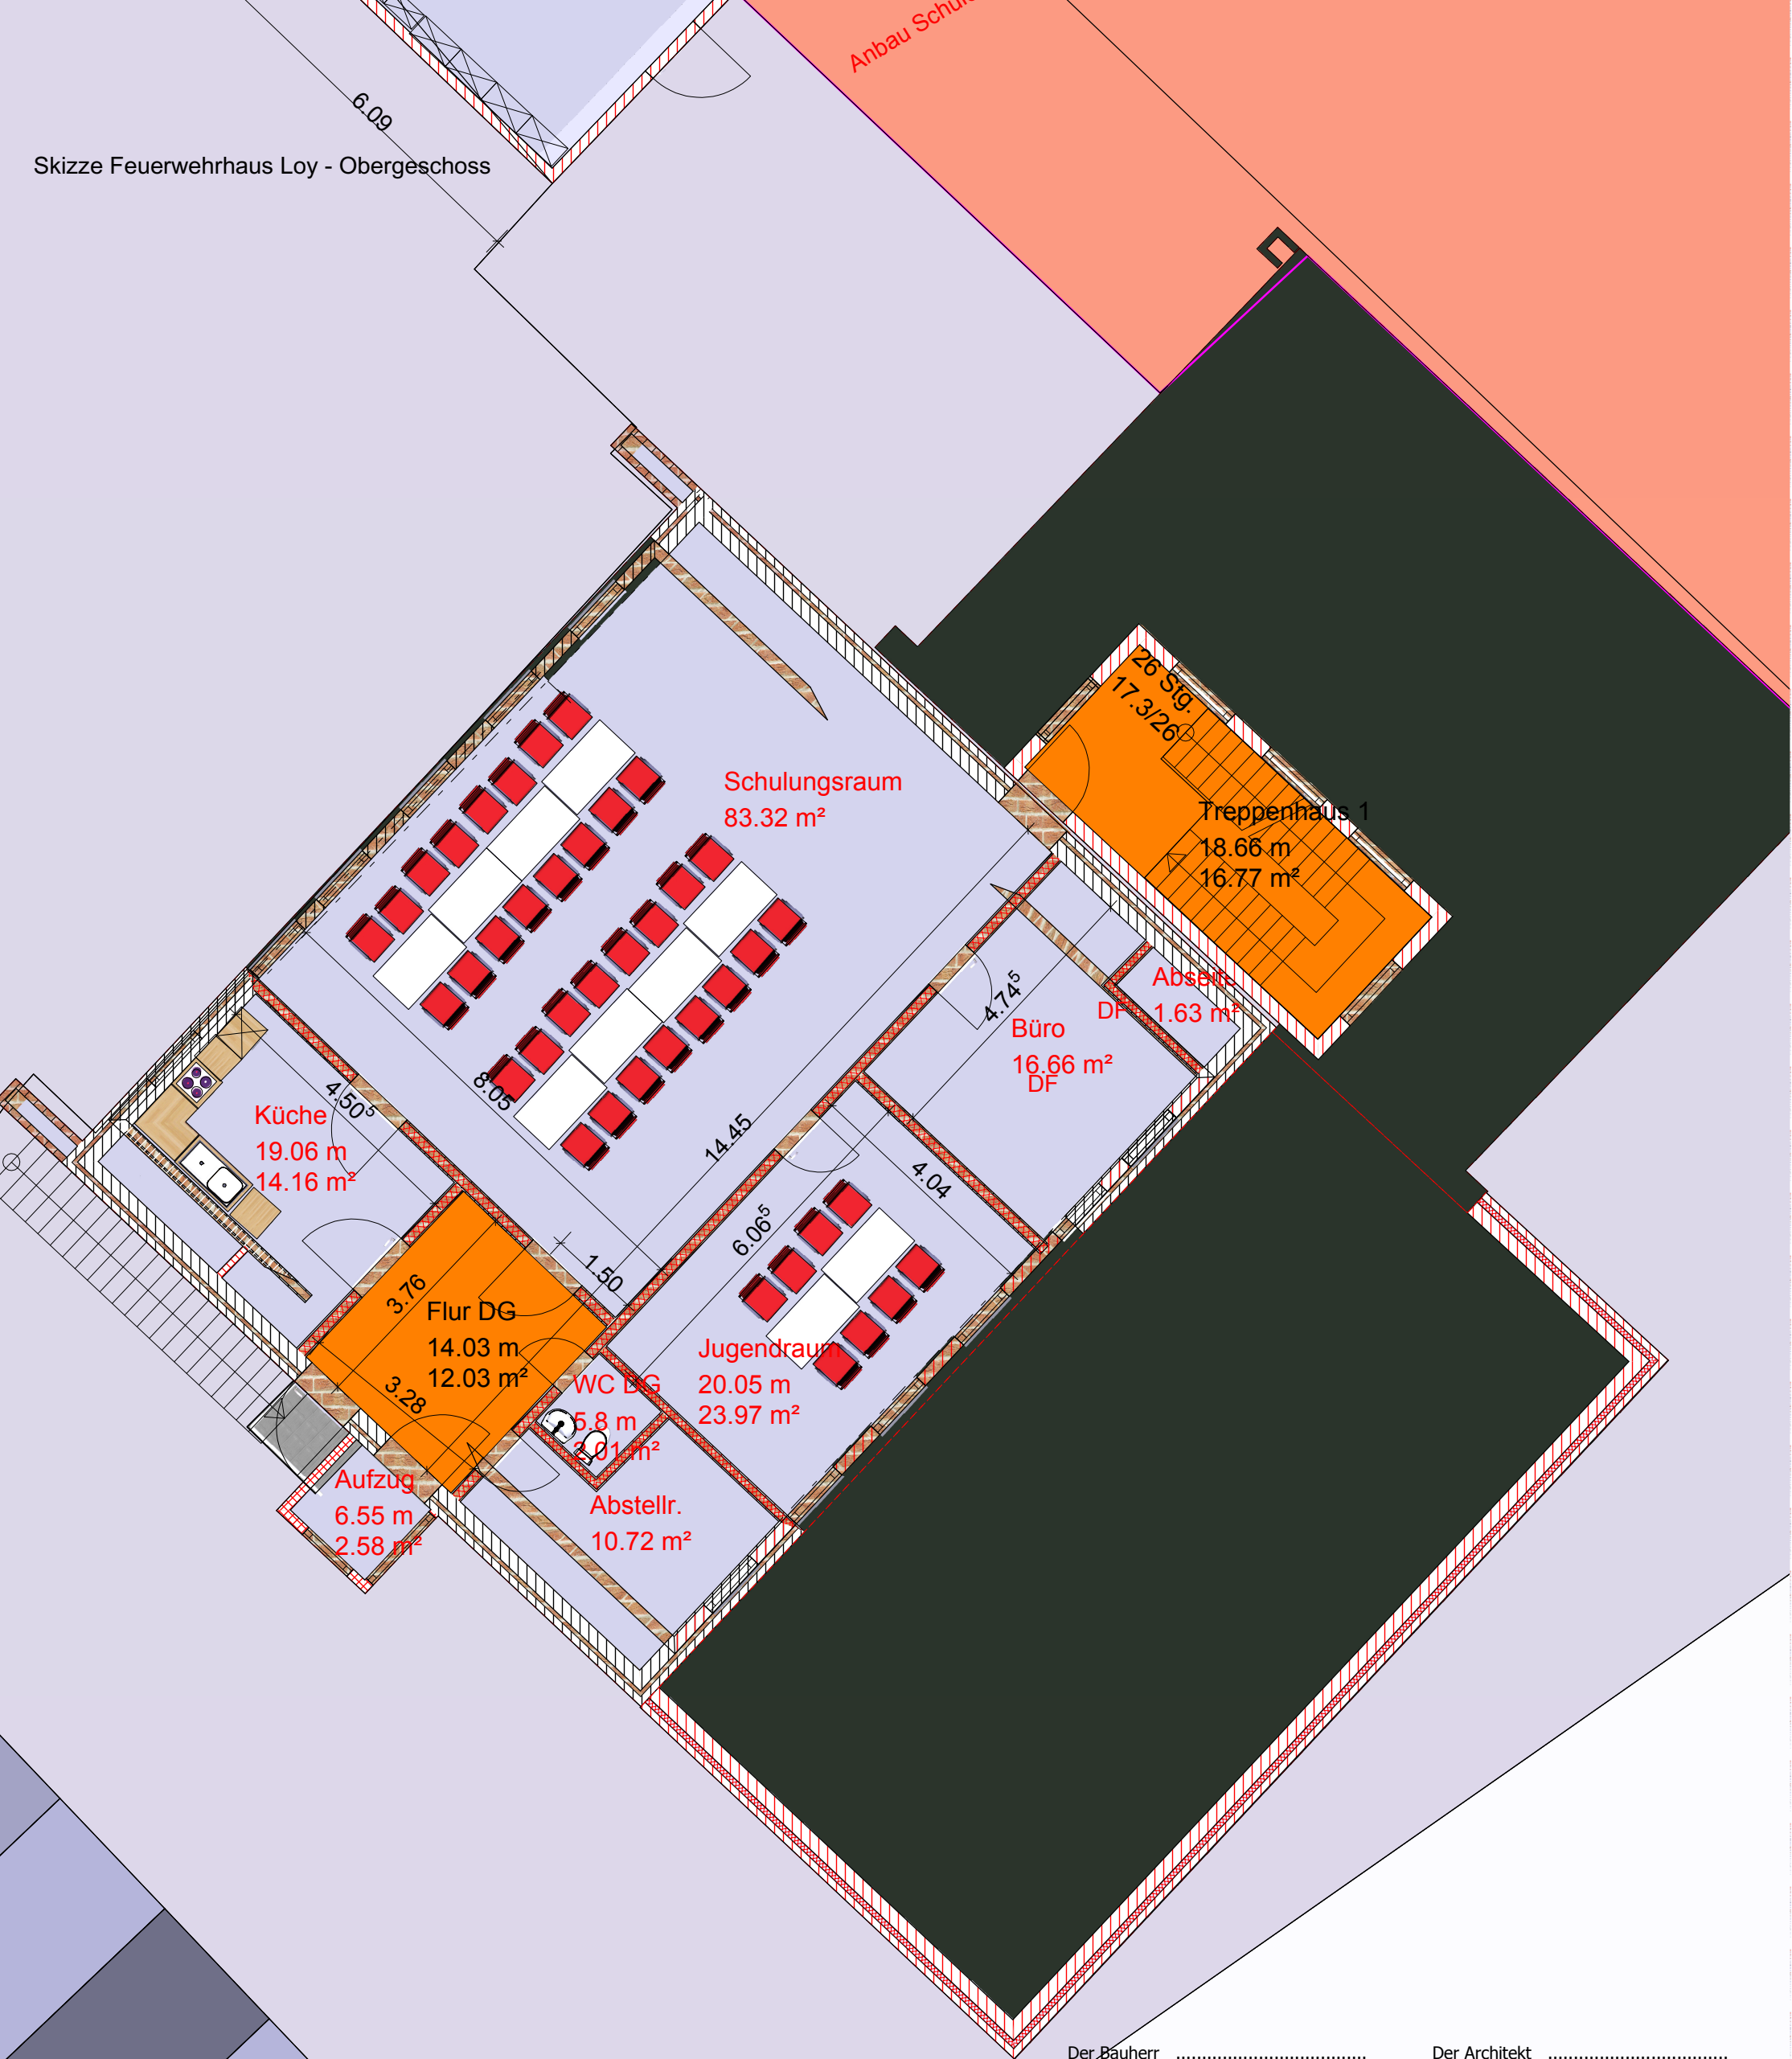 Anbau
6.09
Skizze Feuerwehrhaus Loy - Obergeschoss
26 Stg.
17.3/26
Schulungsraum
83.32 m²
Treppenhaus 1
18.66 m
16.77 m²
Abseite
1.63 m²
DF
4.74⁵
Büro
16.66 m²
DF
8.05
4.50⁵
Küche
19.06 m
14.16 m²
14.45
4.04
6.06⁵
1.50
3.76
Flur DG
14.03 m
12.03 m²
3.28
Jugendraum
20.05 m
23.97 m²
WC DG
5.8 m
2.01 m²
Aufzug
6.55 m
2.58 m²
Abstellr.
10.72 m²
Der Bauherr ...................................... Der Architekt ....................................